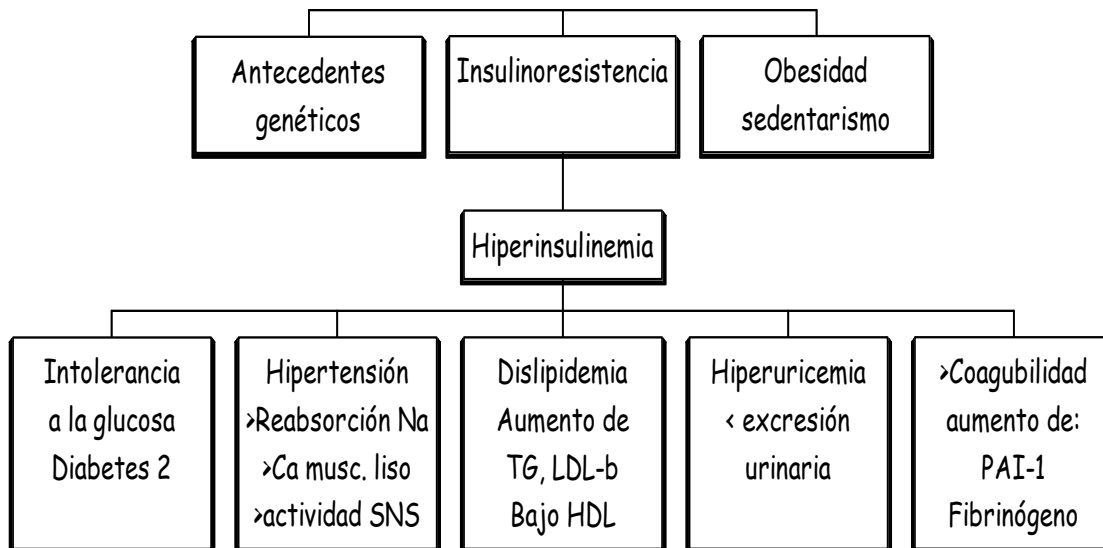 Antecedentes
genéticos
Insulinoresistencia
Obesidad
sedentarismo
Hiperinsulinemia
Intolerancia
a la glucosa
Diabetes 2
Hipertensión
>Reabsorción Na
>Ca musc. liso
>actividad SNS
Dislipidemia
Aumento de
TG, LDL-b
Bajo HDL
Hiperuricemia
< excresión
urinaria
>Coagubilidad
aumento de:
PAI-1
Fibrinógeno